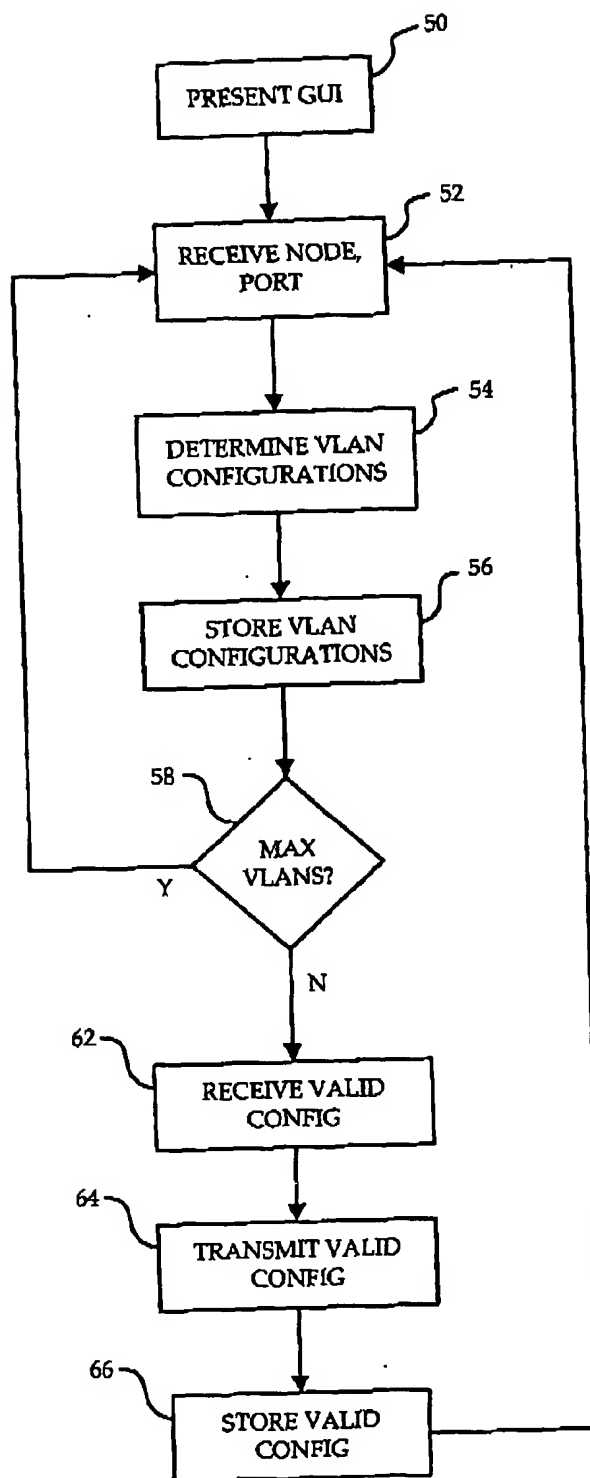 50
PRESENT GUI
52
RECEIVE NODE,
PORT
54
DETERMINE VLAN
CONFIGURATIONS
56
STORE VLAN
CONFIGURATIONS
58
MAX
VLANS?
Y
N
62
RECEIVE VALID
CONFIG
64
TRANSMIT VALID
CONFIG
66
STORE VALID
CONFIG